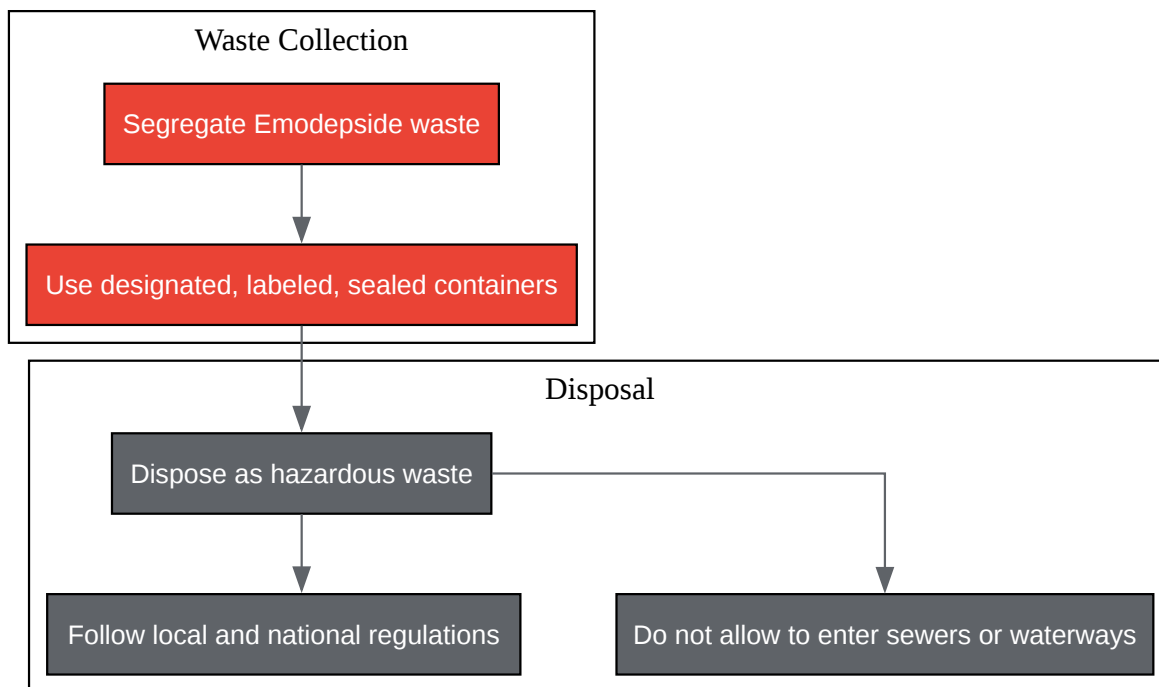 Waste Collection
Segregate Emodepside waste
Use designated, labeled, sealed containers
Disposal
Dispose as hazardous waste
Follow local and national regulations
Do not allow to enter sewers or waterways